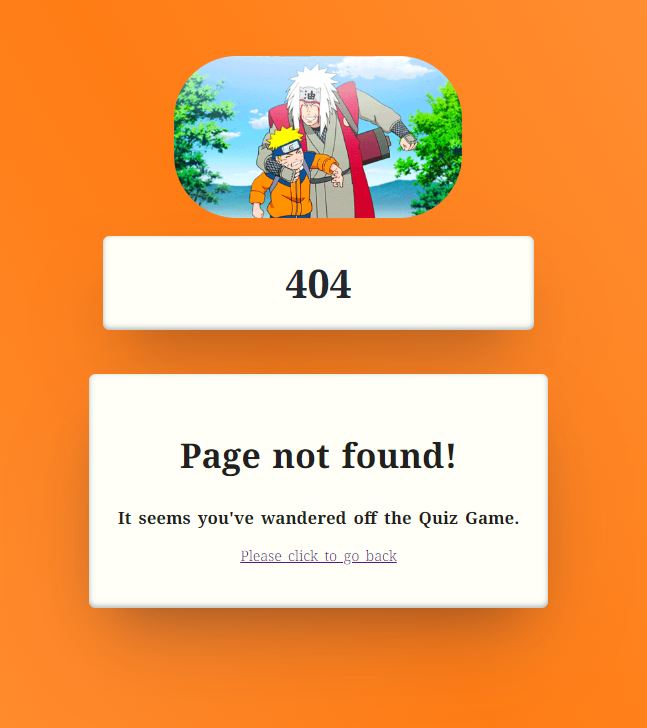 油
404
Page not found!
It seems you've wandered off the Quiz Game.
Please click to go back